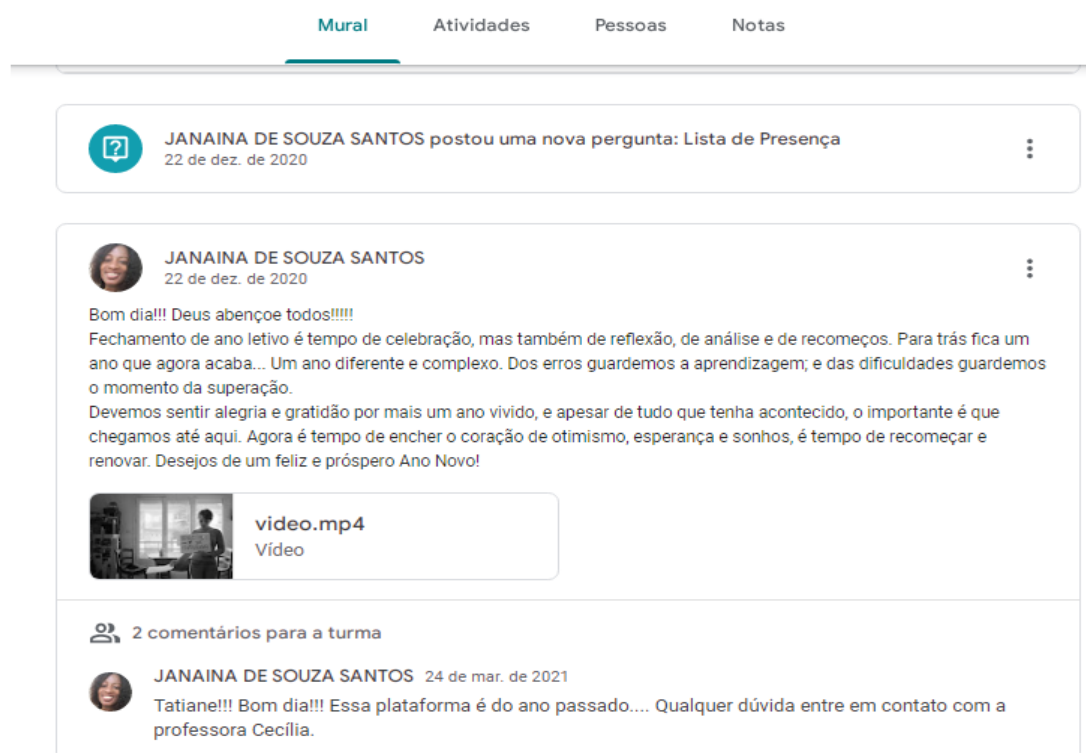 Mural Atividades Pessoas Notas
JANAINA DE SOUZA SANTOS postou uma nova pergunta: Lista de Presença
22 de dez. de 2020
JANAINA DE SOUZA SANTOS
22 de dez. de 2020
Bom dia!!! Deus abençoe todos!!!!!
Fechamento de ano letivo é tempo de celebração, mas também de reflexão, de análise e de recomeços. Para trás fica um
ano que agora acaba... Um ano diferente e complexo. Dos erros guardemos a aprendizagem; e das dificuldades guardemos
o momento da superação.
Devemos sentir alegria e gratidão por mais um ano vivido, e apesar de tudo que tenha acontecido, o importante é que
chegamos até aqui. Agora é tempo de encher o coração de otimismo, esperança e sonhos, é tempo de recomeçar e
renovar. Desejos de um feliz e próspero Ano Novo!
video.mp4
Vídeo
2 comentários para a turma
JANAINA DE SOUZA SANTOS 24 de mar. de 2021
Tatiane!!! Bom dia!!! Essa plataforma é do ano passado.... Qualquer dúvida entre em contato com a
professora Cecília.